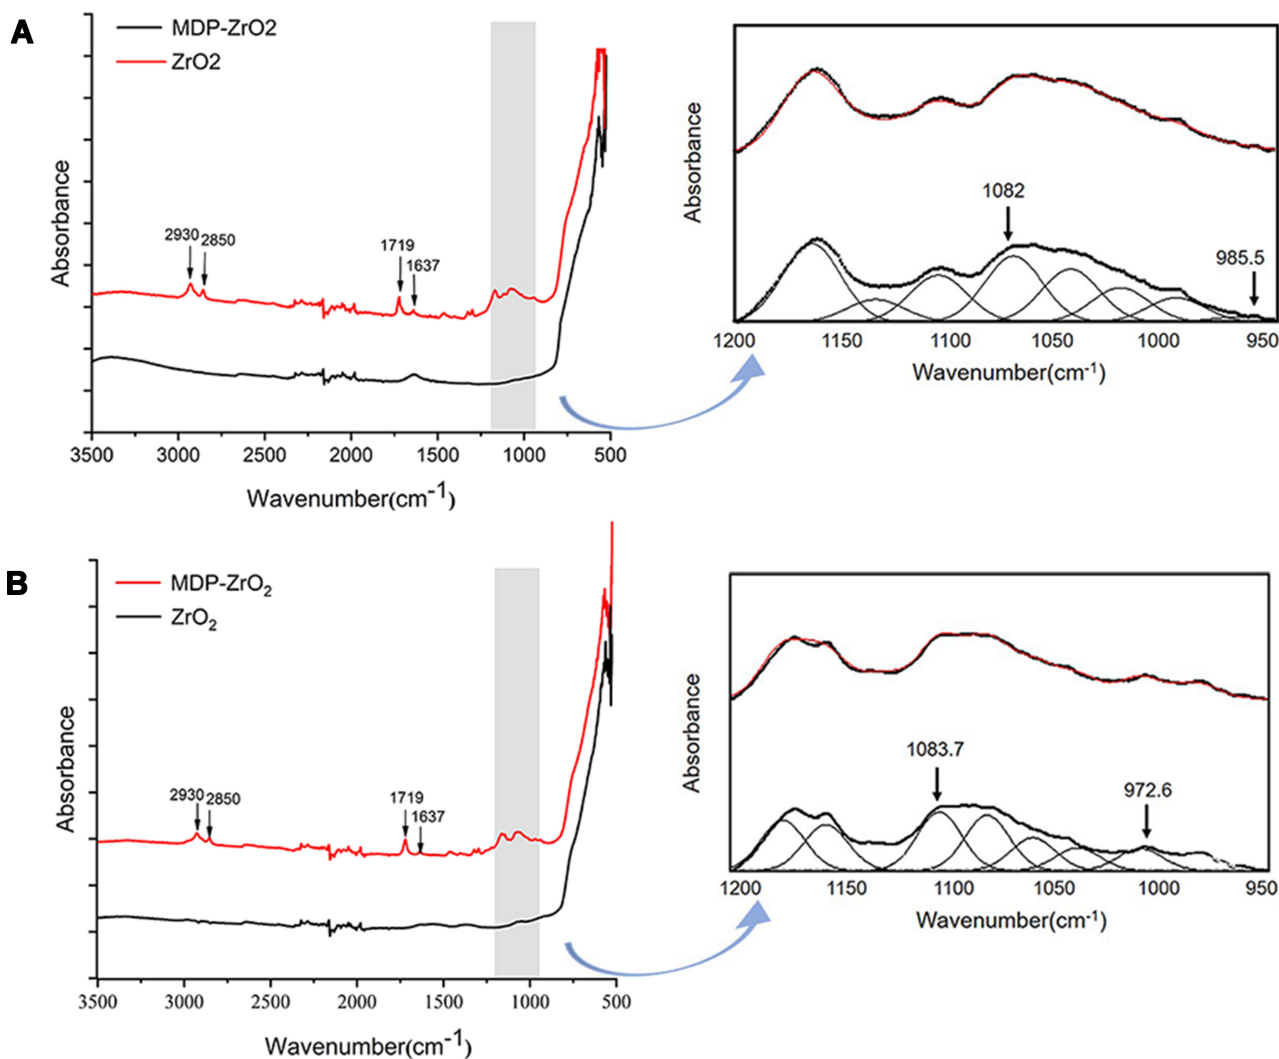 A
MDP-ZrO2
ZrO2
Absorbance
2930
2850
1719
1637
3500 3000 2500 2000 1500 1000 500
Wavenumber(cm⁻¹)
Absorbance
1082
985.5
1200 1150 1100 1050 1000 950
Wavenumber(cm⁻¹)
B
MDP-ZrO₂
ZrO₂
Absorbance
2930
2850
1719
1637
3500 3000 2500 2000 1500 1000 500
Wavenumber(cm⁻¹)
Absorbance
1083.7
972.6
1200 1150 1100 1050 1000 950
Wavenumber(cm⁻¹)